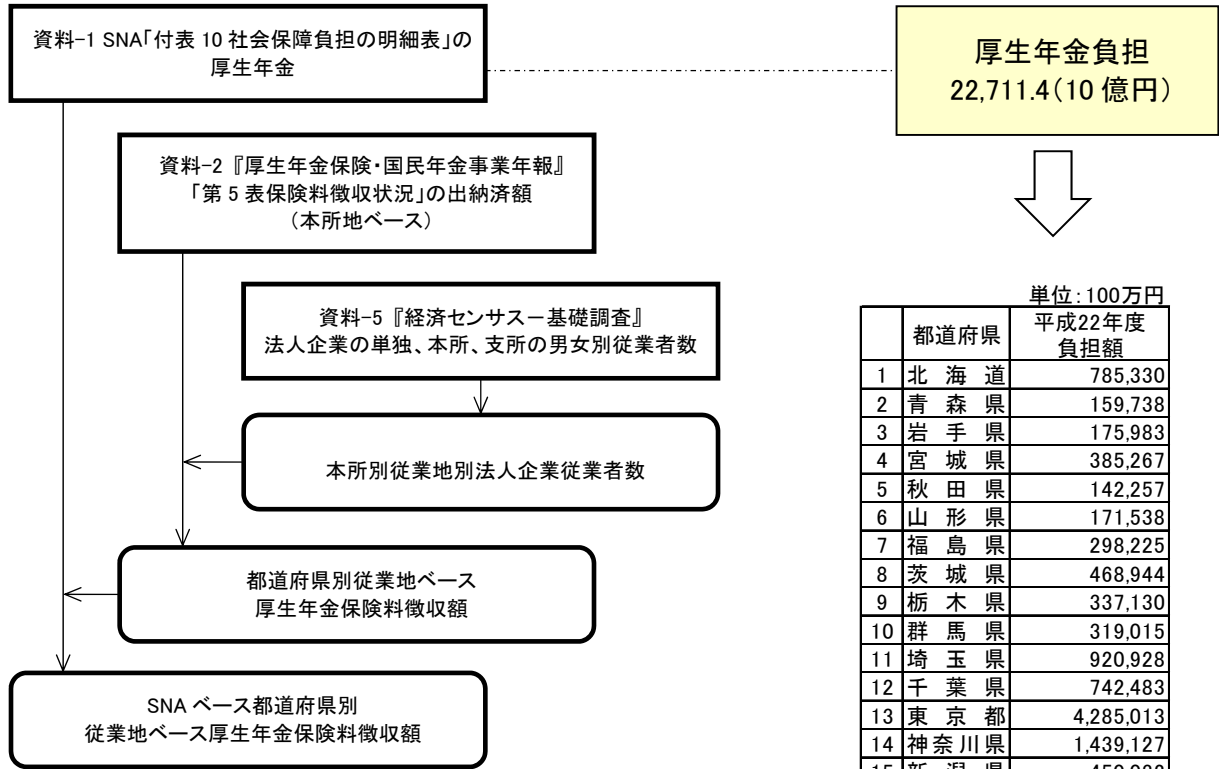 資料-1 SNA「付表 10 社会保障負担の明細表」の
厚生年金
厚生年金負担
22,711.4(10 億円)
資料-2『厚生年金保険・国民年金事業年報』
「第 5 表保険料徴収状況」の出納済額
(本所地ベース)
資料-5『経済センサス-基礎調査』
法人企業の単独、本所、支所の男女別従業者数
本所別従業地別法人企業従業者数
都道府県別従業地ベース
厚生年金保険料徴収額
SNA ベース都道府県別
従業地ベース厚生年金保険料徴収額
単位:100万円
都道府県 平成22年度
負担額
1 北海道 785,330
2 青森県 159,738
3 岩手県 175,983
4 宮城県 385,267
5 秋田県 142,257
6 山形県 171,538
7 福島県 298,225
8 茨城県 468,944
9 栃木県 337,130
10 群馬県 319,015
11 埼玉県 920,928
12 千葉県 742,483
13 東京都 4,285,013
14 神奈川県 1,439,127